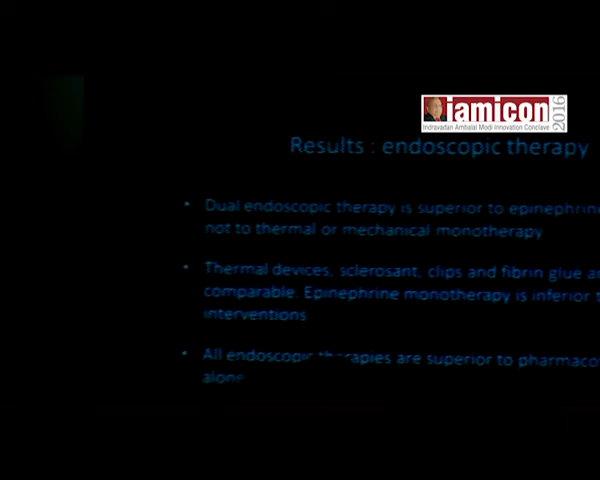 iamicon 2016
Indravadan Ambalal Modi Innovation Conclave
Results : endoscopic therapy
• Dual endoscopic therapy is superior to epinephrine
not to thermal or mechanical monotherapy
• Thermal devices, sclerosant, clips and fibrin glue
comparable. Epinephrine monotherapy is inferior
interventions
• All endoscopic therapies are superior to
alone